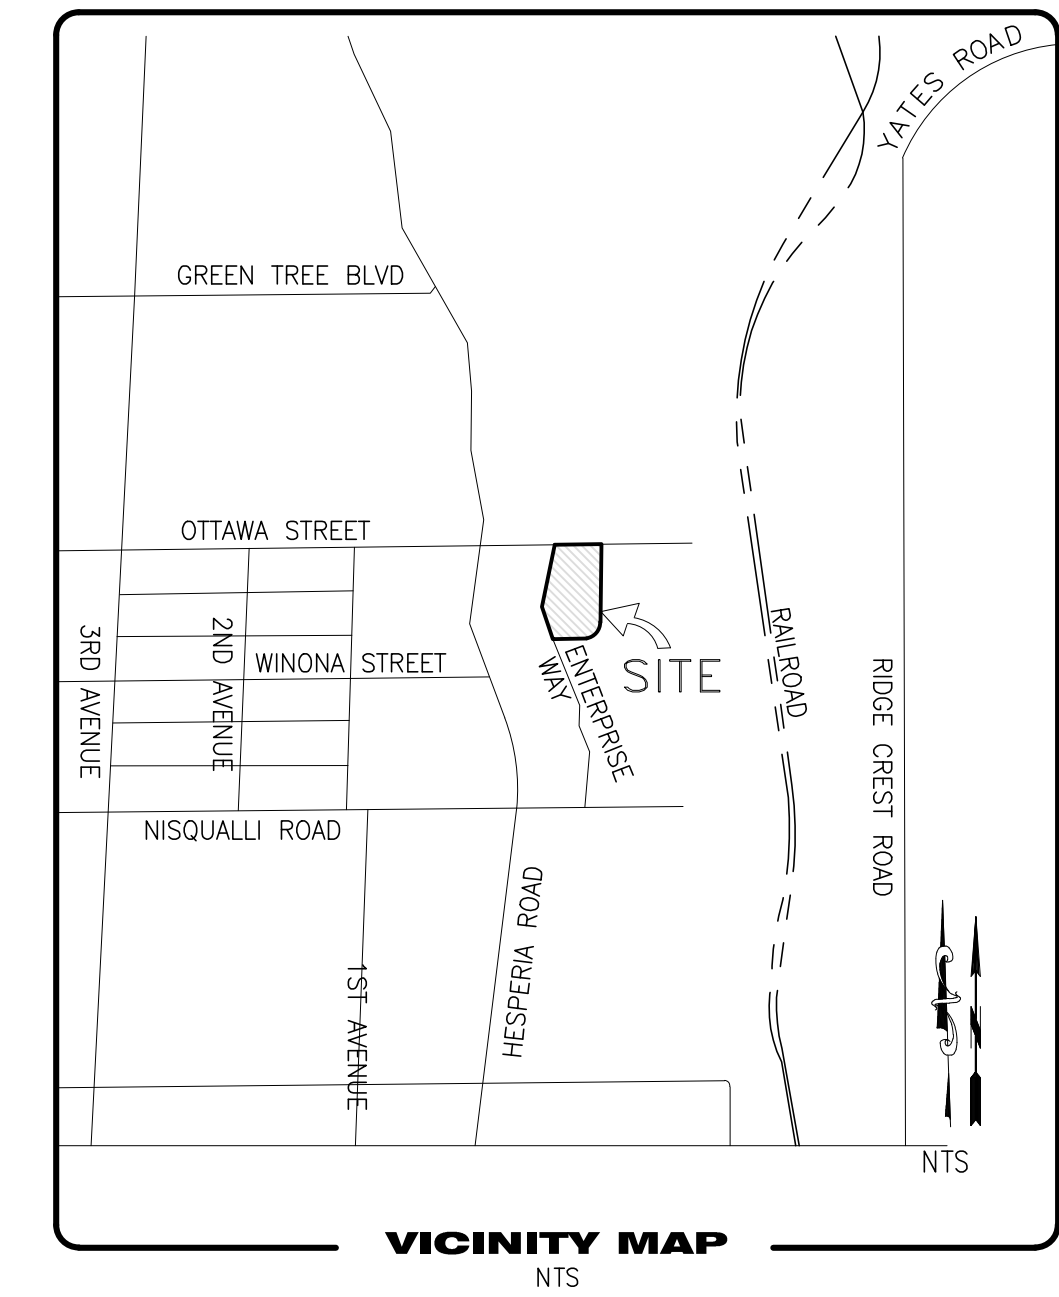 YATES ROAD
GREEN TREE BLVD
OTTAWA STREET
3RD AVENUE
2ND AVENUE
WINONA STREET
ENTERPRISE
WAY
SITE
RAILROAD
RIDGE CREST ROAD
NISQUALLI ROAD
HESPERIA ROAD
1ST AVENUE
N
NTS
VICINITY MAP
NTS